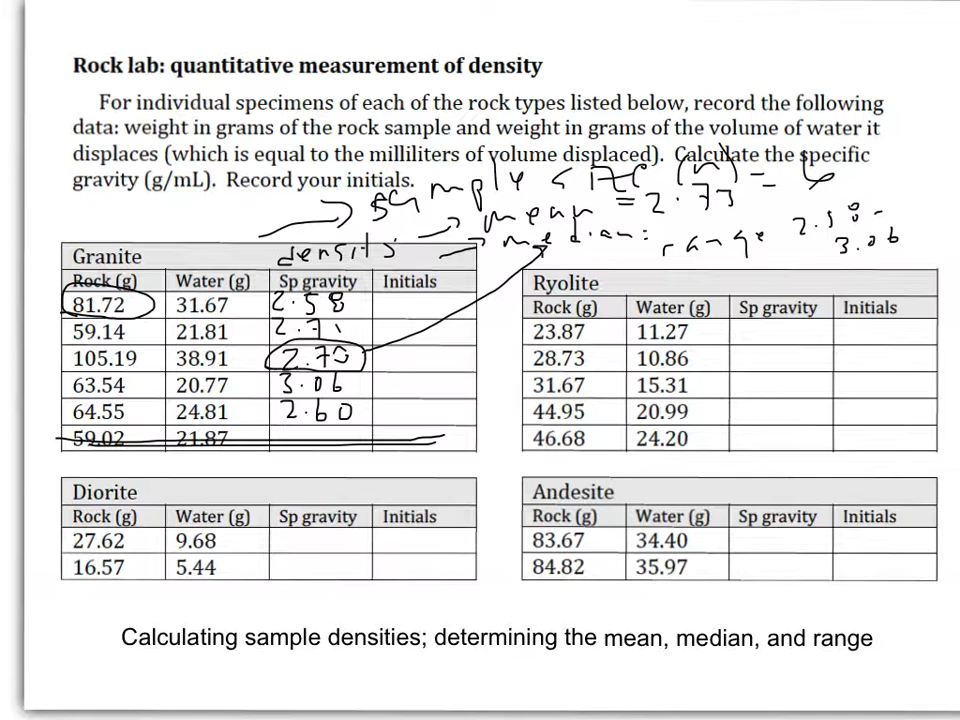 Rock lab: quantitative measurement of density
For individual specimens of each of the rock types listed below, record the following
data: weight in grams of the rock sample and weight in grams of the volume of water it
displaces (which is equal to the milliliters of volume displaced). Calculate the specific
gravity (g/mL). Record your initials.
sample size (n) = 6
mean = 2.73
median: range 2.58-
3.06
density
Granite
Rock (g) Water (g) Sp gravity Initials
81.72 31.67 2.58
59.14 21.81 2.71
105.19 38.91 2.70
63.54 20.77 3.06
64.55 24.81 2.60
59.02 21.87
Ryolite
Rock (g) Water (g) Sp gravity Initials
23.87 11.27
28.73 10.86
31.67 15.31
44.95 20.99
46.68 24.20
Diorite
Rock (g) Water (g) Sp gravity Initials
27.62 9.68
16.57 5.44
Andesite
Rock (g) Water (g) Sp gravity Initials
83.67 34.40
84.82 35.97
Calculating sample densities; determining the mean, median, and range